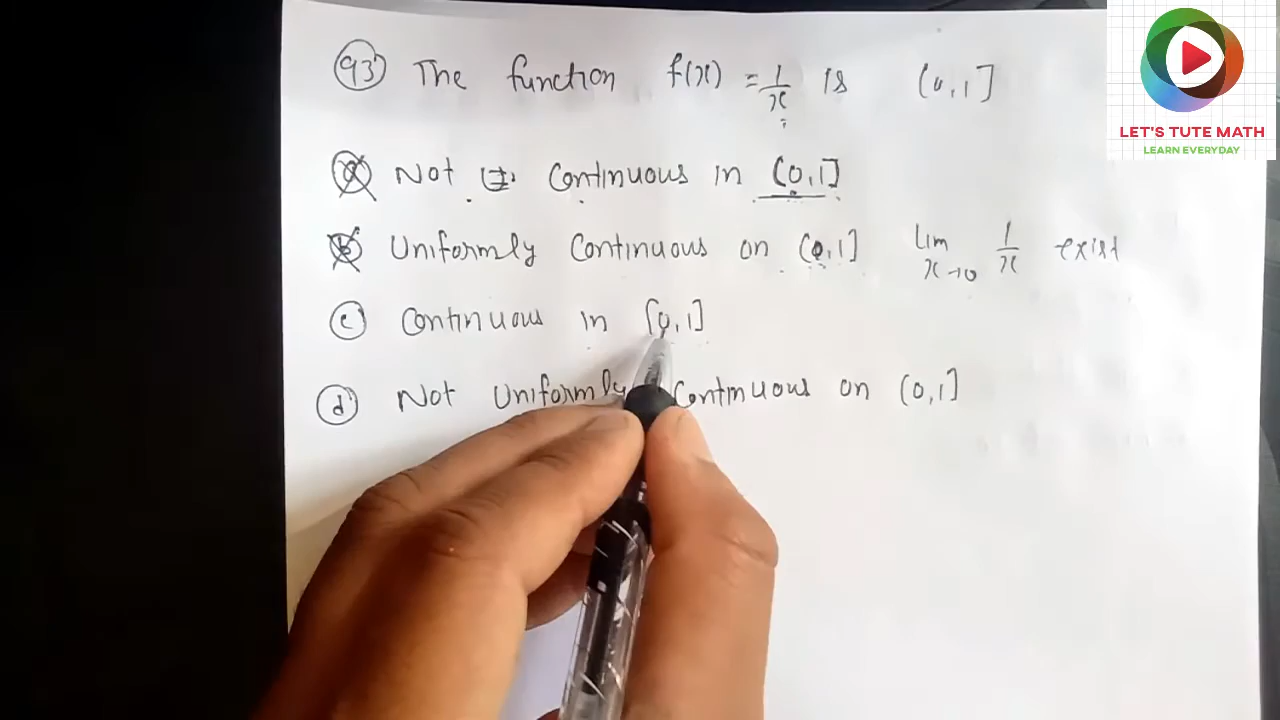 93 The function f(x) = 1/x is (0,1]
a Not continuous in (0,1]
b Uniformly continuous on (0,1] lim x→0 1/x exist
c continuous in [0,1]
d Not Uniformly continuous on (0,1]
LET'S TUTE MATH
LEARN EVERYDAY